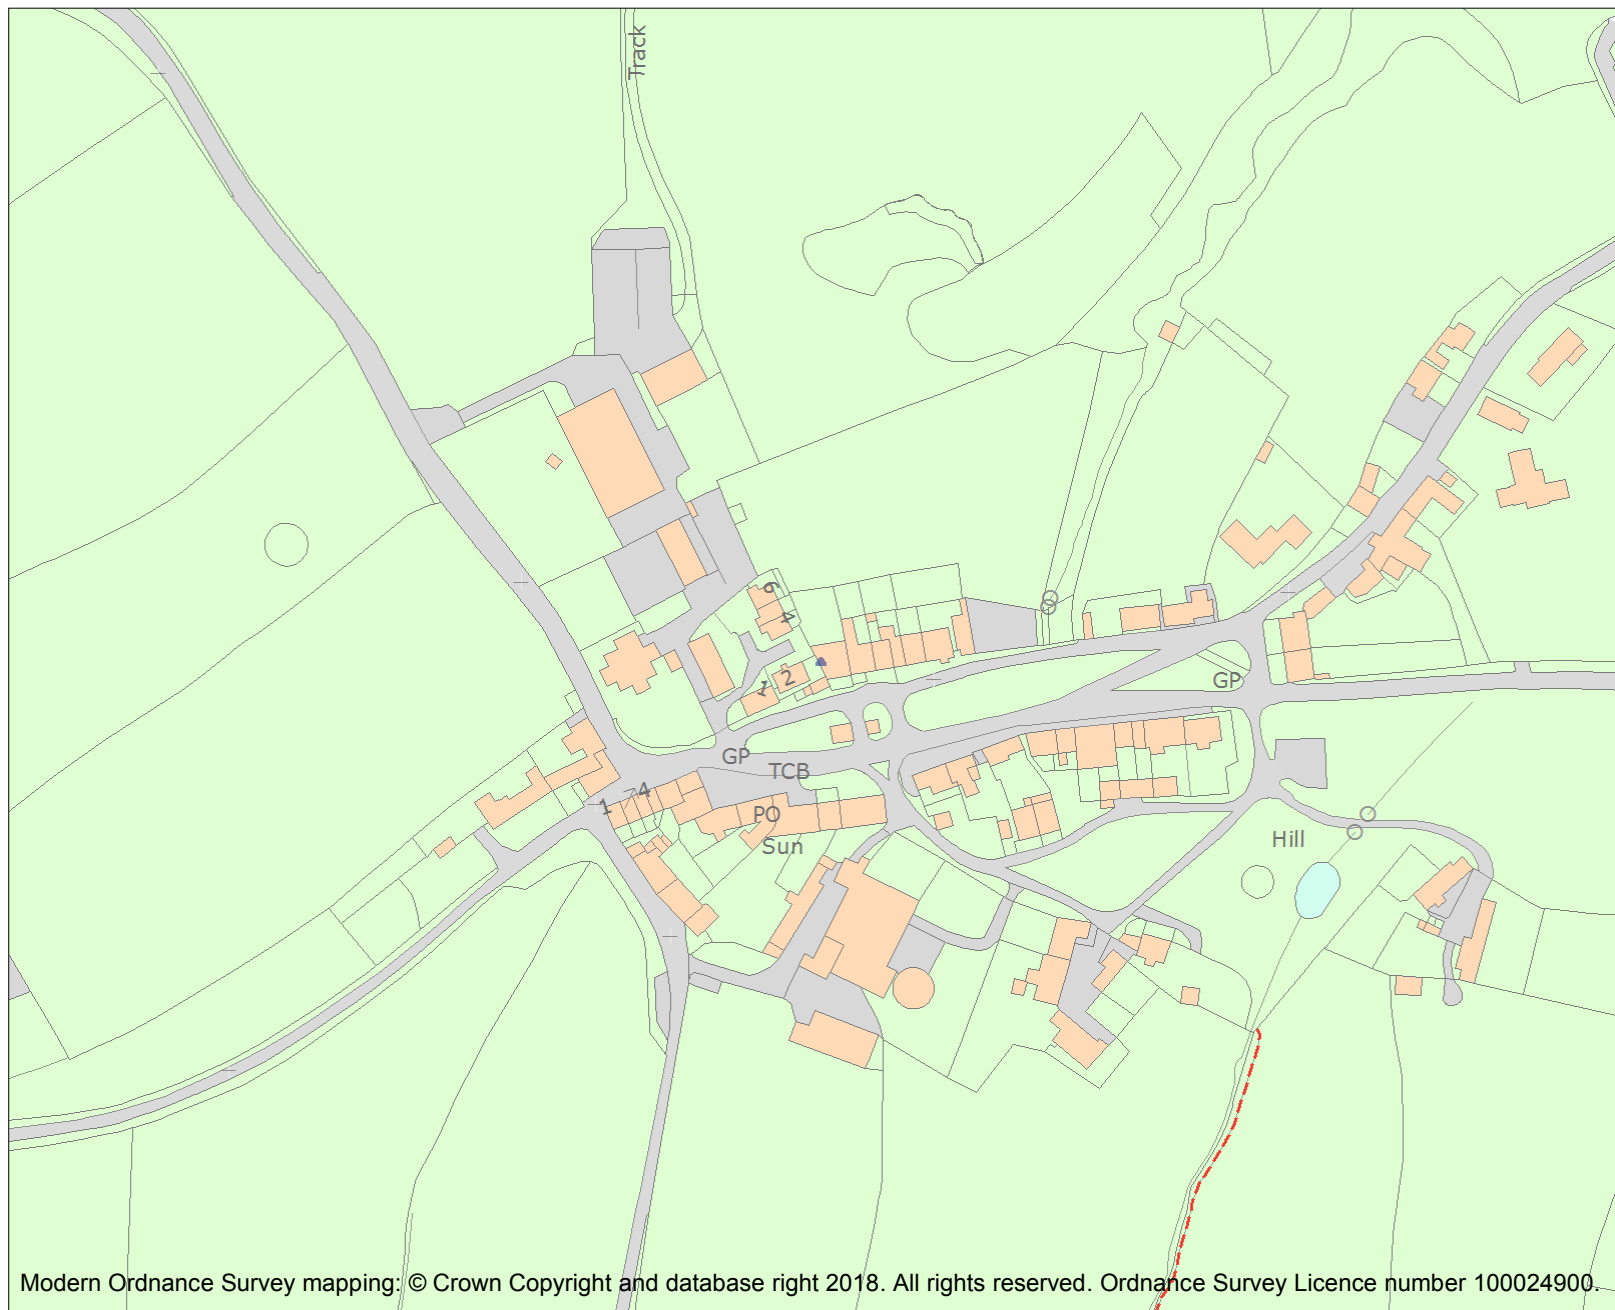 Track
6
4
2
1
GP
GP
TCB
1
4
PO
Sun
Hill
Modern Ordnance Survey mapping: © Crown Copyright and database right 2018. All rights reserved. Ordnance Survey Licence number 100024900.